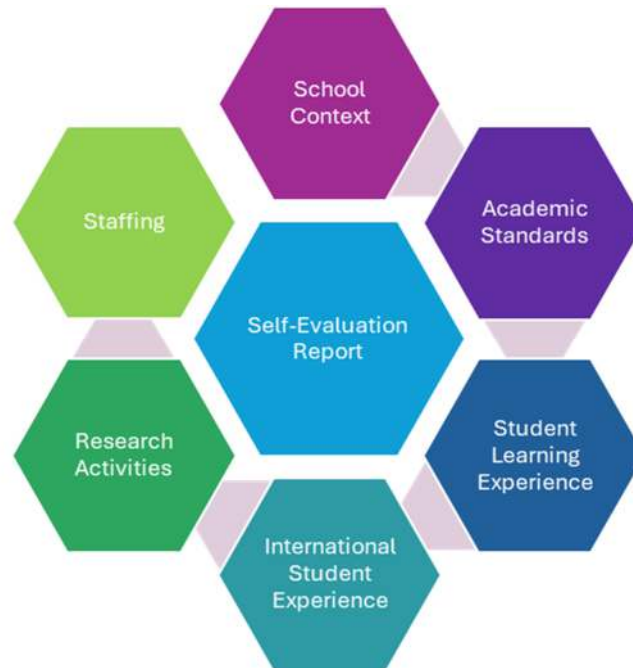 School
Context
Academic
Standards
Student
Learning
Experience
International
Student
Experience
Research
Activities
Staffing
Self-Evaluation
Report